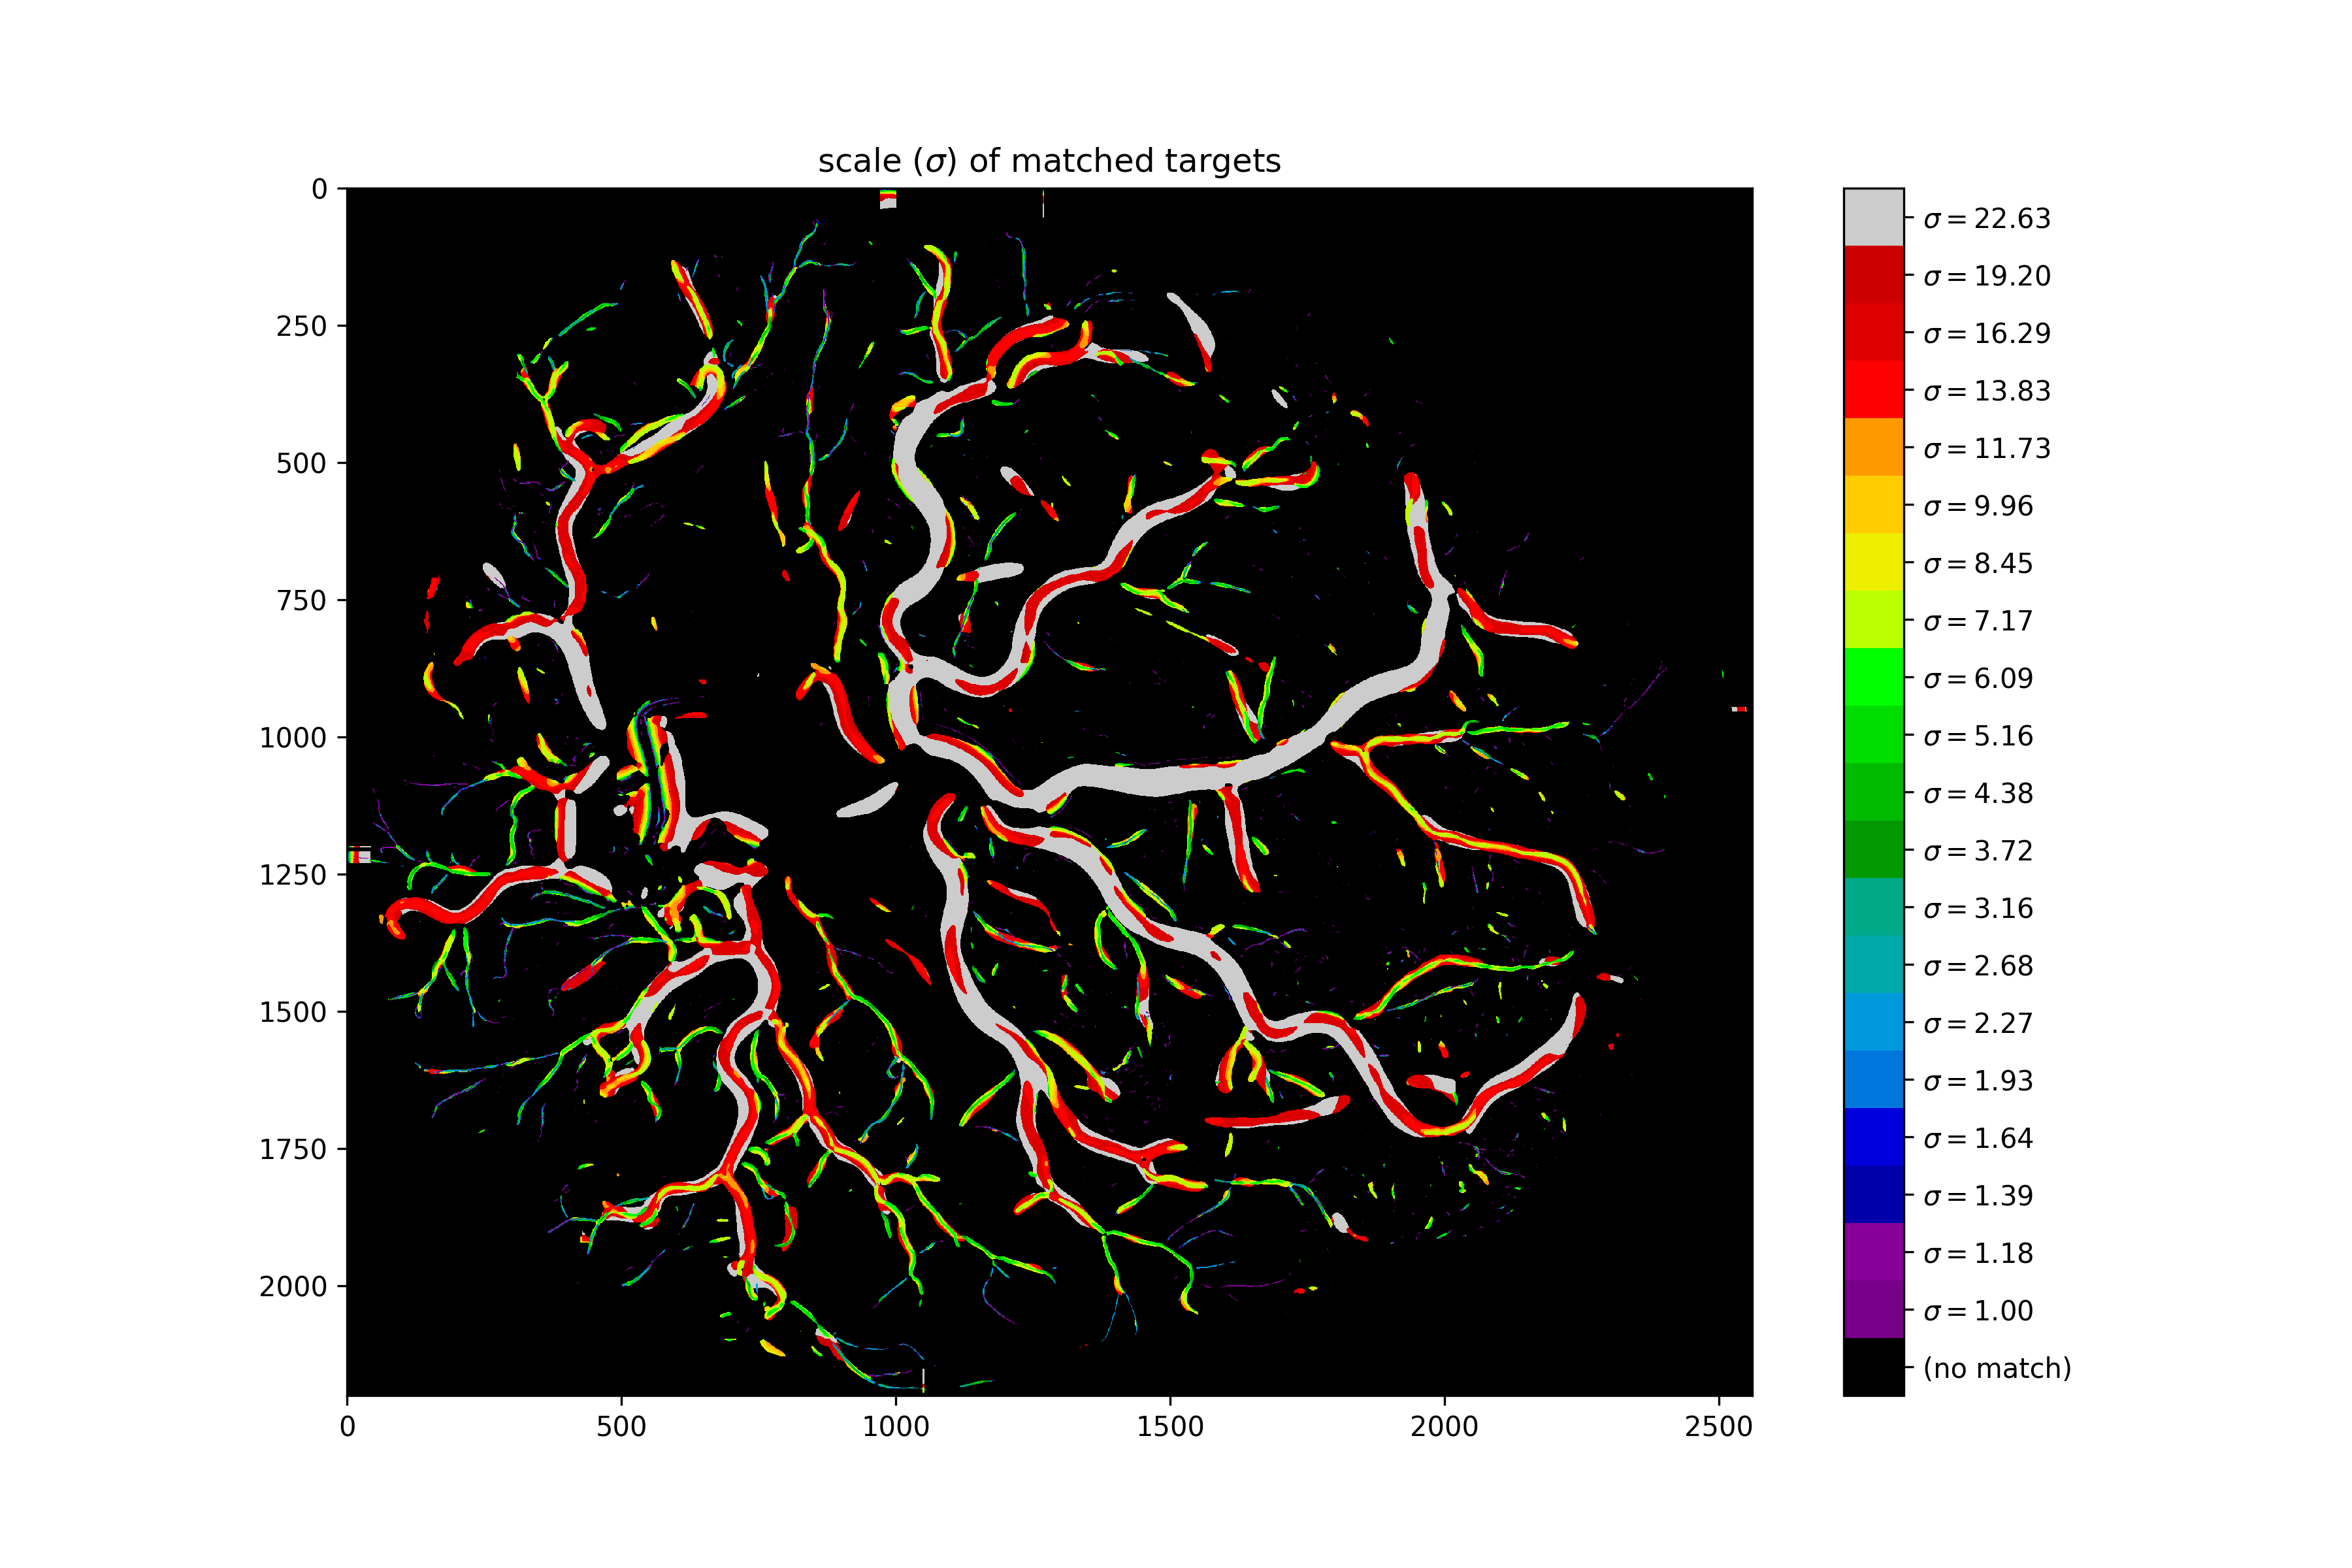 scale (σ) of matched targets
0
250
500
750
1000
1250
1500
1750
2000
0 500 1000 1500 2000 2500
σ = 22.63
σ = 19.20
σ = 16.29
σ = 13.83
σ = 11.73
σ = 9.96
σ = 8.45
σ = 7.17
σ = 6.09
σ = 5.16
σ = 4.38
σ = 3.72
σ = 3.16
σ = 2.68
σ = 2.27
σ = 1.93
σ = 1.64
σ = 1.39
σ = 1.18
σ = 1.00
(no match)